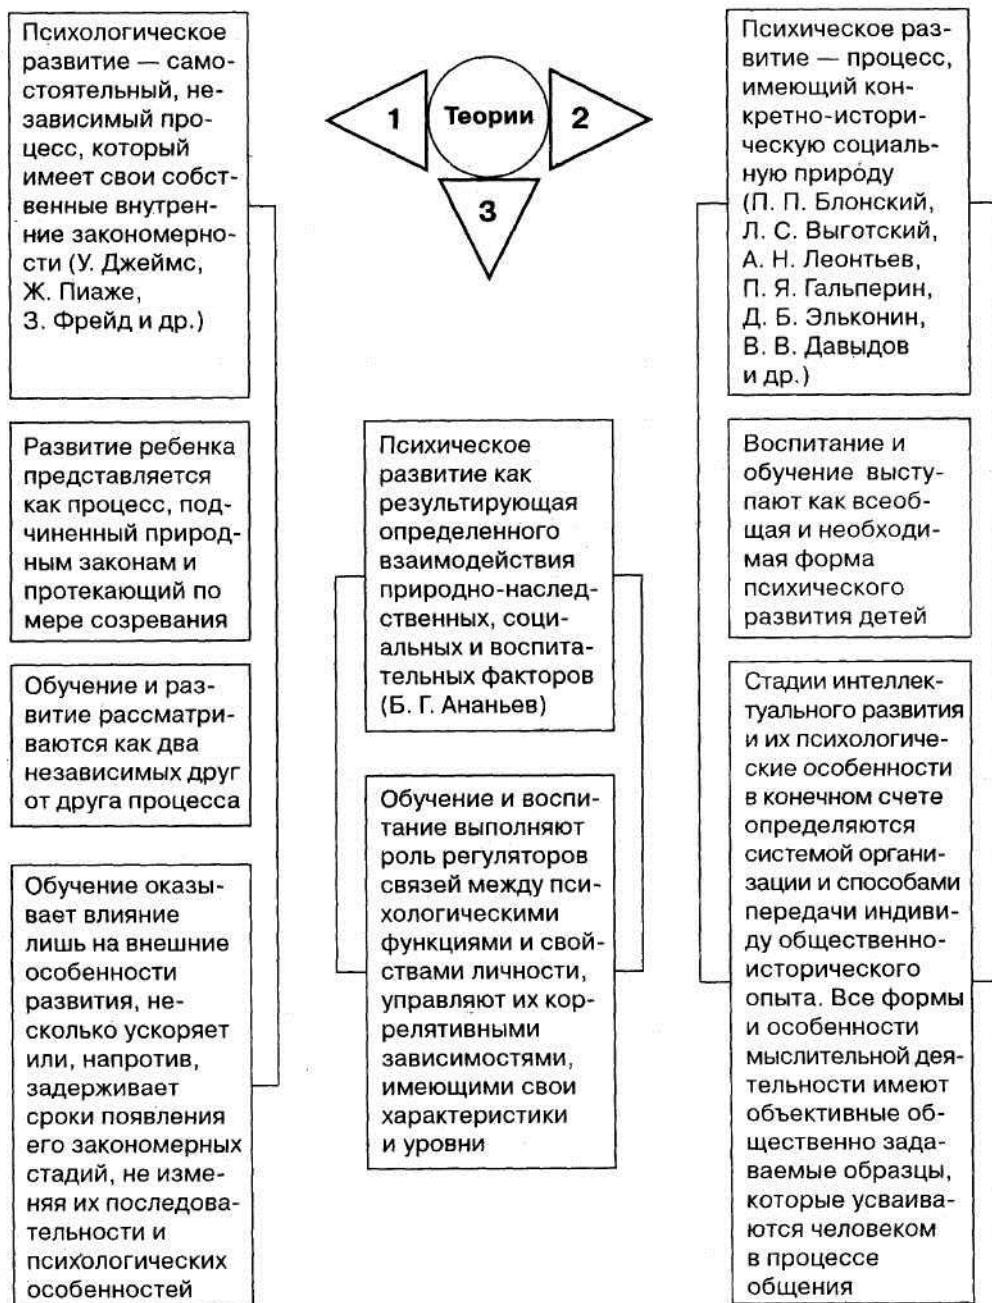 Психологическое
развитие — само-
стоятельный, не-
зависимый про-
цесс, который
имеет свои собст-
венные внутрен-
ние закономерно-
сти (У. Джеймс,
Ж. Пиаже,
З. Фрейд и др.)
Развитие ребенка
представляется
как процесс, под-
чиненный природ-
ным законам и
протекающий по
мере созревания
Обучение и раз-
витие рассматри-
ваются как два
независимых друг
от друга процесса
Обучение оказы-
вает влияние
лишь на внешние
особенности
развития, не-
сколько ускоряет
или, напротив,
задерживает
сроки появления
его закономерных
стадий, не изме-
няя их последова-
тельности и
психологических
особенностей
1 Теории 2
3
Психическое
развитие как
результирующая
определенного
взаимодействия
природно-наслед-
ственных, соци-
альных и воспита-
тельных факторов
(Б. Г. Ананьев)
Обучение и воспи-
тание выполняют
роль регуляторов
связей между пси-
хологическими
функциями и свой-
ствами личности,
управляют их кор-
релятивными
зависимостями,
имеющими свои
характеристики
и уровни
Психическое раз-
витие — процесс,
имеющий кон-
кретно-истори-
ческую социаль-
ную природу
(П. П. Блонский,
Л. С. Выготский,
А. Н. Леонтьев,
П. Я. Гальперин,
Д. Б. Эльконин,
В. В. Давыдов
и др.)
Воспитание и
обучение высту-
пают как всеоб-
щая и необходи-
мая форма
психического
развития детей
Стадии интеллек-
туального развития
и их психологиче-
ские особенности
в конечном счете
определяются
системой органи-
зации и способами
передачи индиви-
ду общественно-
исторического
опыта. Все формы
и особенности
мыслительной дея-
тельности имеют
объективные об-
щественно зада-
ваемые образцы,
которые усваива-
ются человеком
в процессе
общения